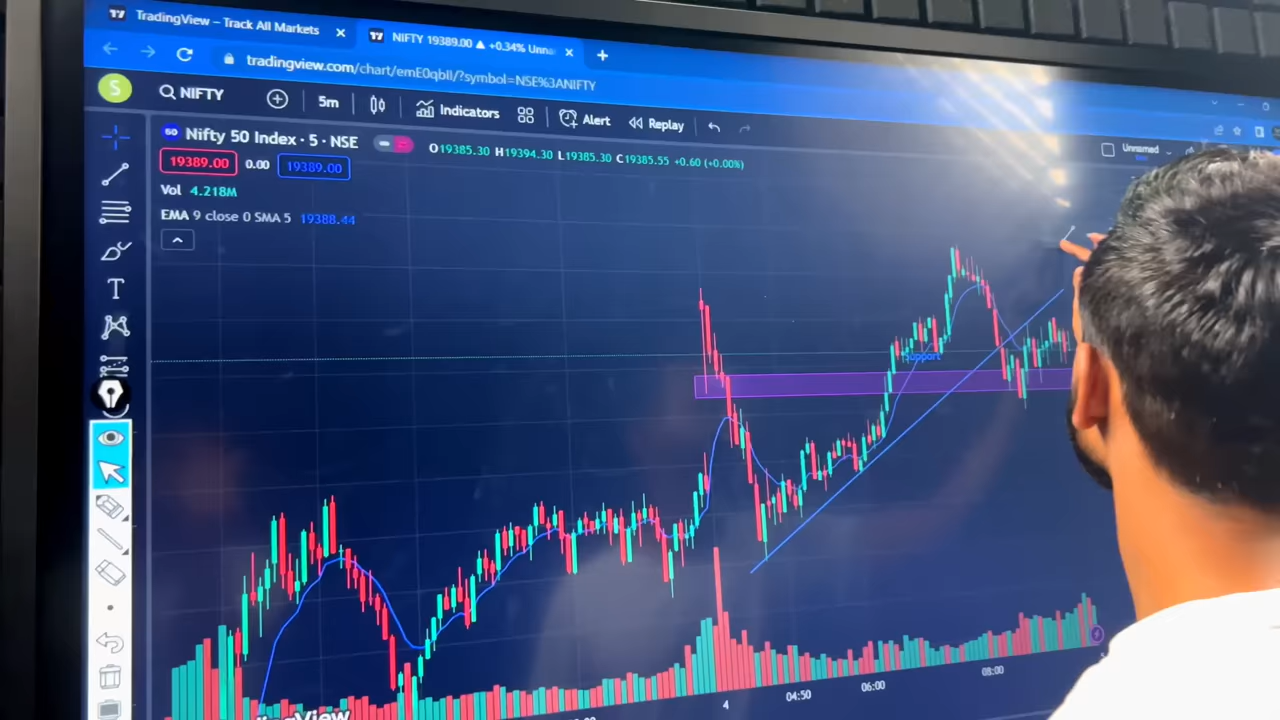 TradingView – Track All Markets
NIFTY 19389.00 ▲ +0.34% Unna
tradingview.com/chart/emE0qbII/?symbol=NSE%3ANIFTY
S
NIFTY
5m
Indicators
Alert
Replay
Unnamed
50 Nifty 50 Index · 5 · NSE
O19385.30 H19394.30 L19385.30 C19385.55 +0.60 (+0.00%)
19389.00 0.00 19389.00
Vol 4.218M
EMA 9 close 0 SMA 5 19388.44
T
Support
4
04:50
06:00
08:00
dingView